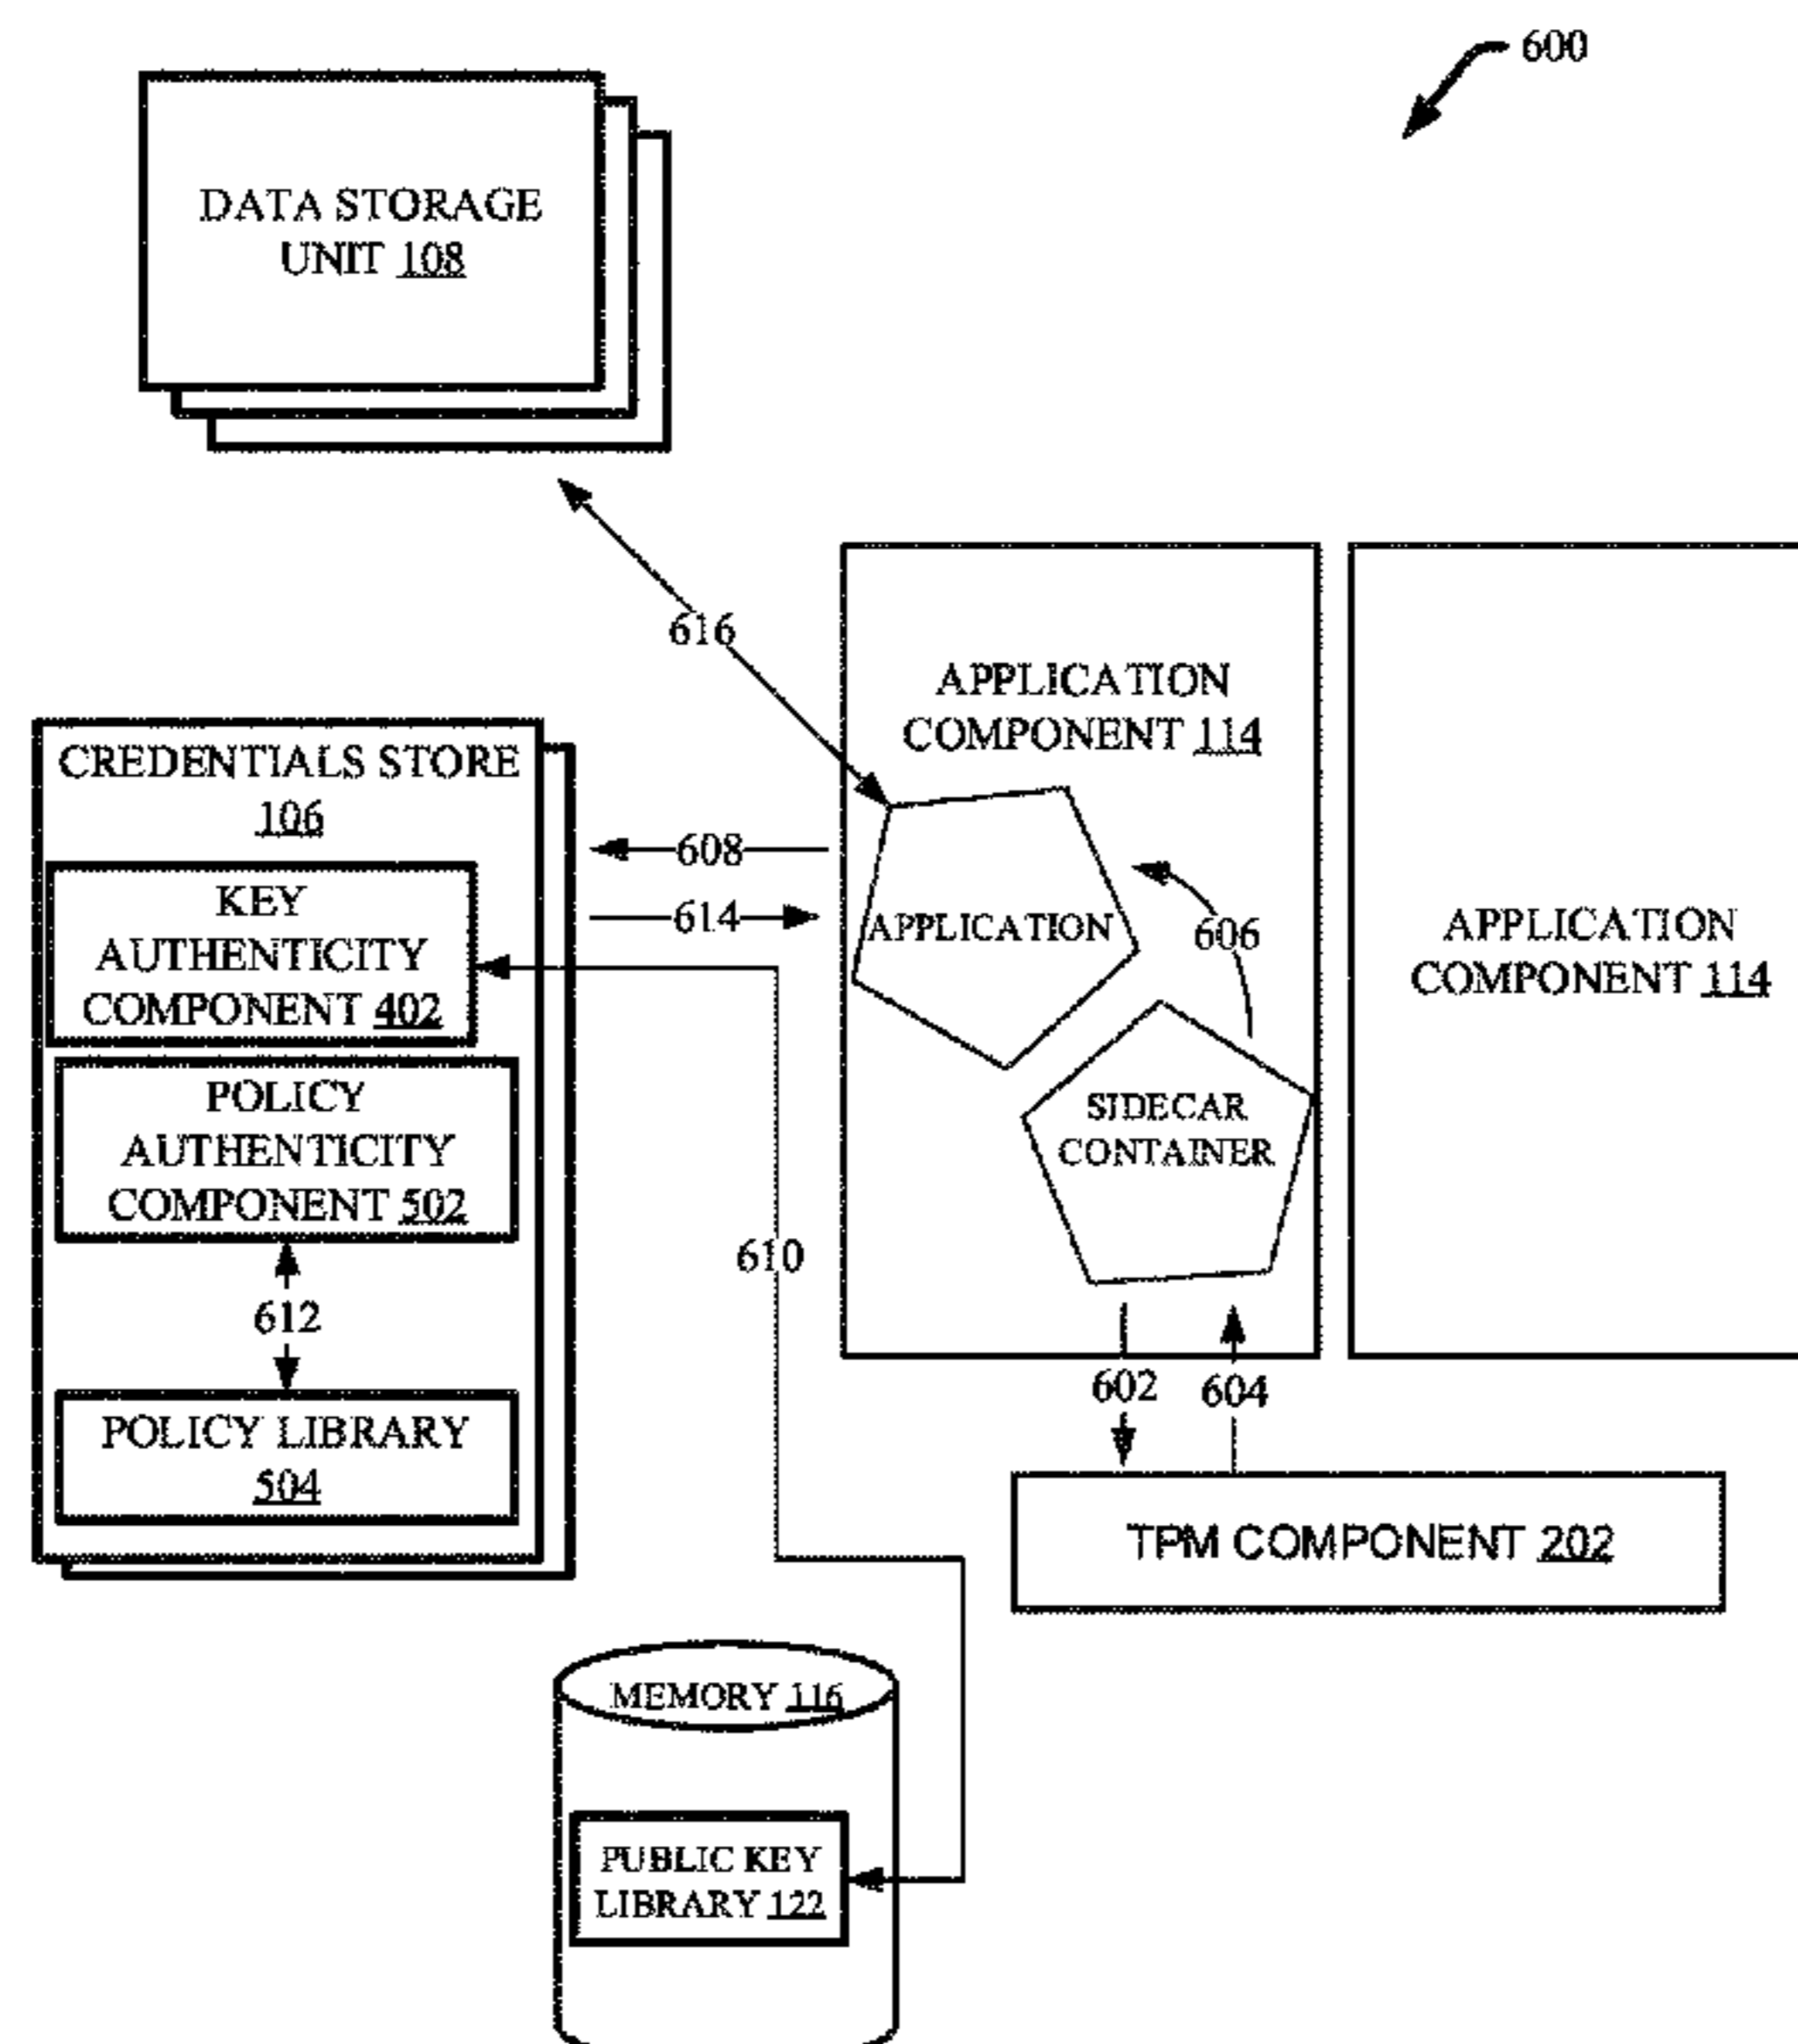 600
DATA STORAGE
UNIT 108
616
APPLICATION
COMPONENT 114
CREDENTIALS STORE
106
608
614
KEY
AUTHENTICITY
COMPONENT 402
APPLICATION
606
APPLICATION
COMPONENT 114
POLICY
AUTHENTICITY
COMPONENT 502
SIDECAR
CONTAINER
610
612
602
604
POLICY LIBRARY
504
TPM COMPONENT 202
MEMORY 116
PUBLIC KEY
LIBRARY 122